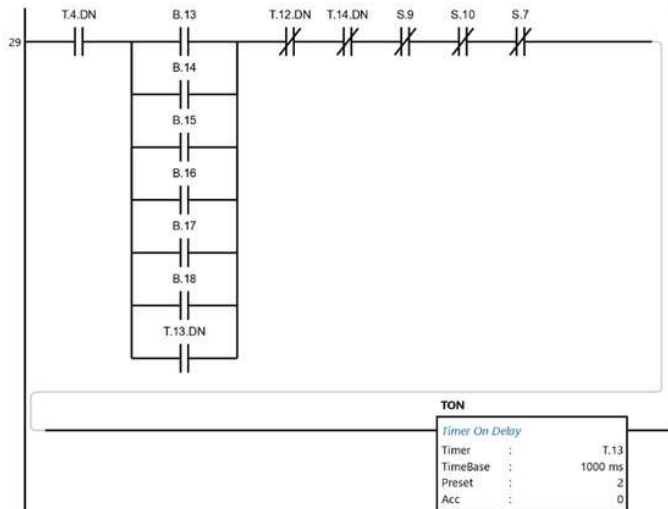 T.4.DN B.13 T.12.DN T.14.DN S.9 S.10 S.7
29
B.14
B.15
B.16
B.17
B.18
T.13.DN
TON
Timer On Delay
Timer : T.13
TimeBase : 1000 ms
Preset : 2
Acc : 0